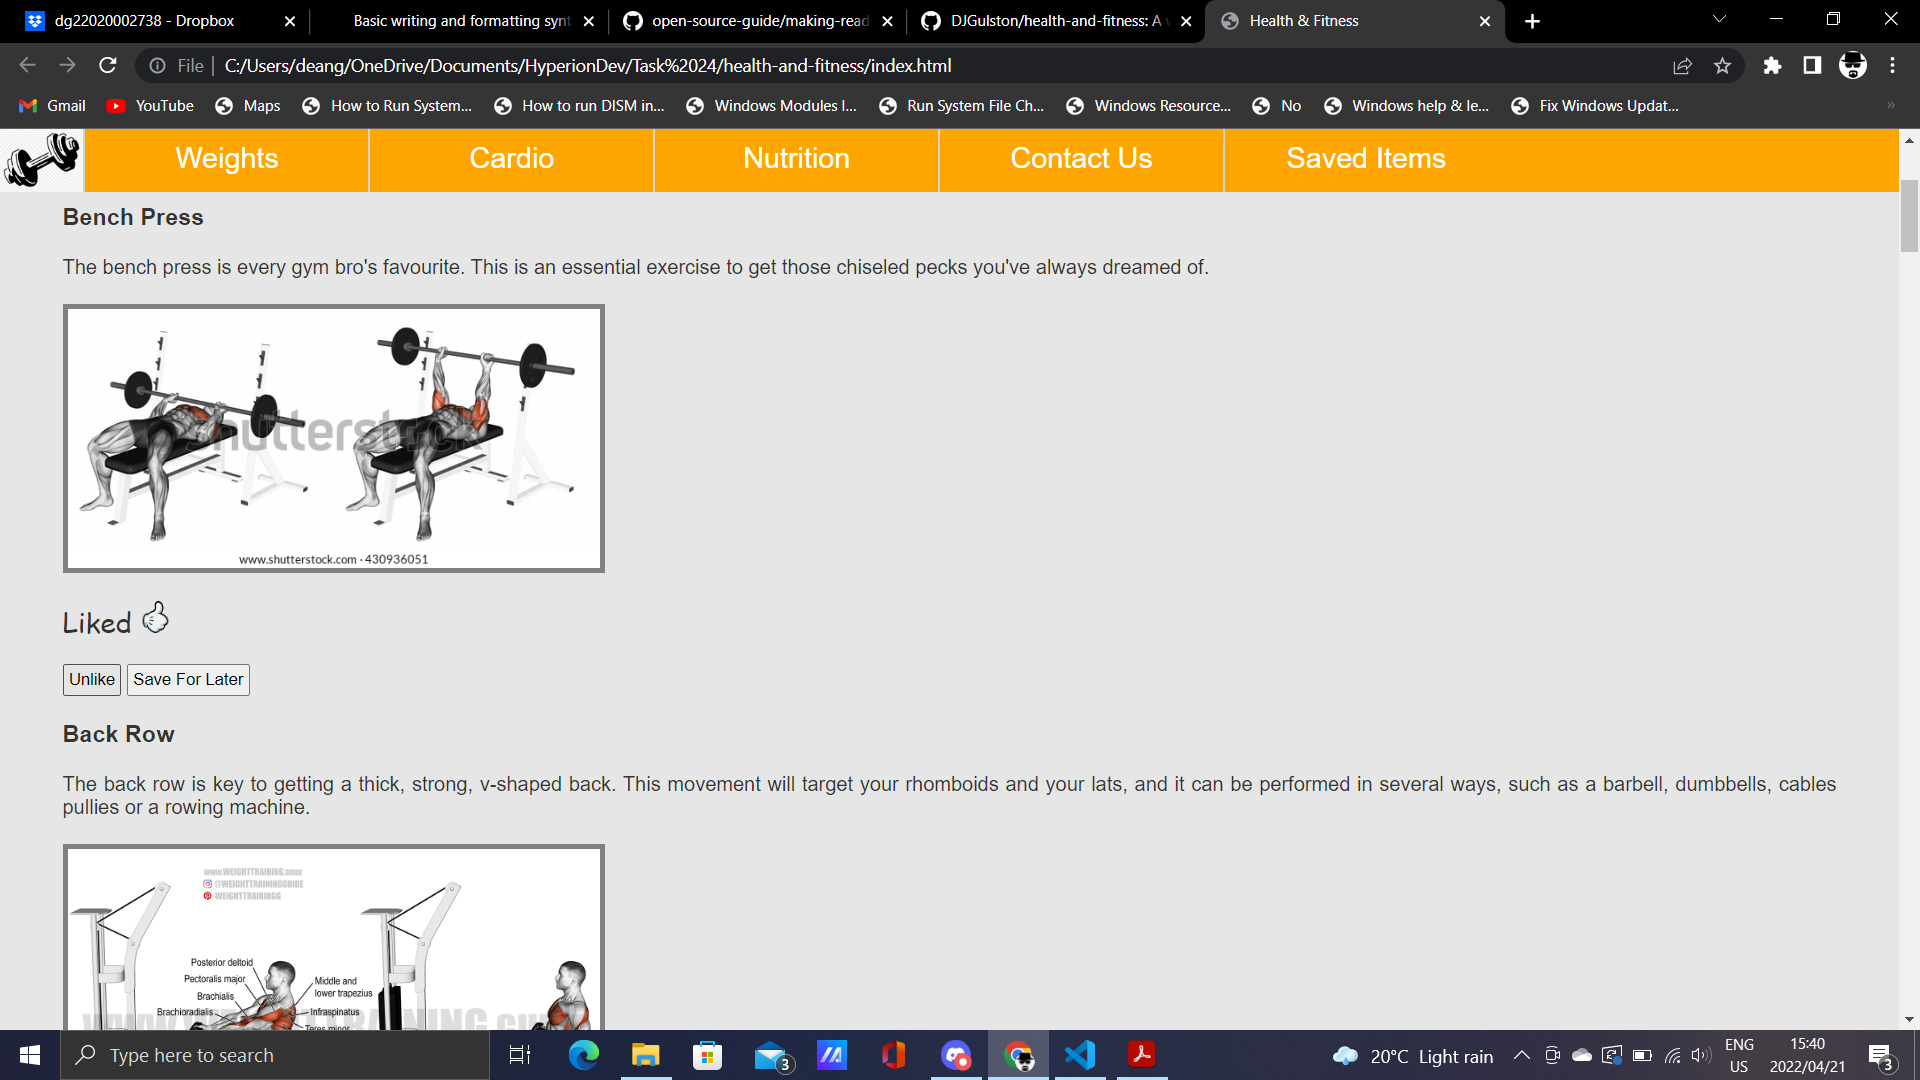 dg22020002738 - Dropbox
Basic writing and formatting synt
open-source-guide/making-read
DJGulston/health-and-fitness: A w
Health & Fitness
File | C:/Users/deang/OneDrive/Documents/HyperionDev/Task%2024/health-and-fitness/index.html
Gmail
YouTube
Maps
How to Run System...
How to run DISM in...
Windows Modules I...
Run System File Ch...
Windows Resource...
No
Windows help & le...
Fix Windows Updat...
»
Weights
Cardio
Nutrition
Contact Us
Saved Items
Bench Press
The bench press is every gym bro's favourite. This is an essential exercise to get those chiseled pecks you've always dreamed of.
shutterstock
www.shutterstock.com · 430936051
Liked
Unlike
Save For Later
Back Row
The back row is key to getting a thick, strong, v-shaped back. This movement will target your rhomboids and your lats, and it can be performed in several ways, such as a barbell, dumbbells, cables
pullies or a rowing machine.
www.WEIGHTTRAINING.GUIDE
@WEIGHTTRAININGGUIDE
WEIGHTTRAININGG
Posterior deltoid
Pectoralis major
Brachialis
Brachioradialis
Middle and
lower trapezius
Infraspinatus
Teres minor
Type here to search
3
20°C Light rain
ENG
US
15:40
2022/04/21
3